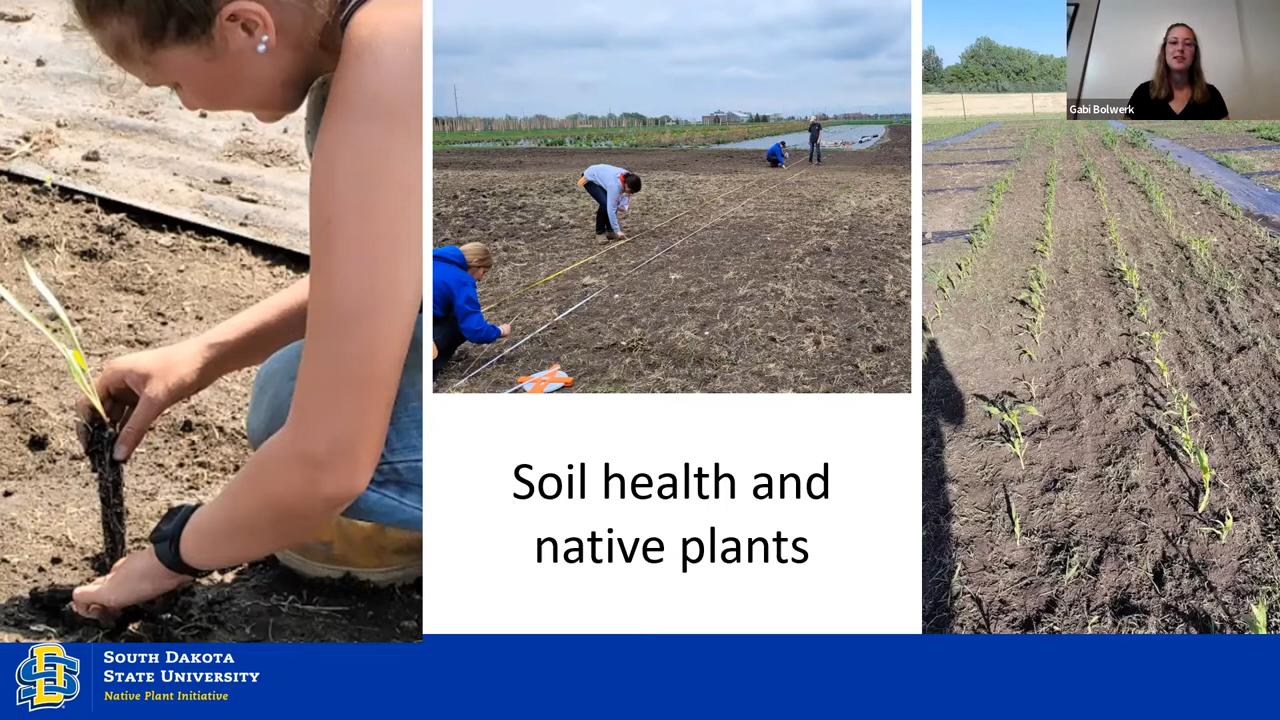 Gabi Bolwerk
Soil health and
native plants
South Dakota
State University
Native Plant Initiative